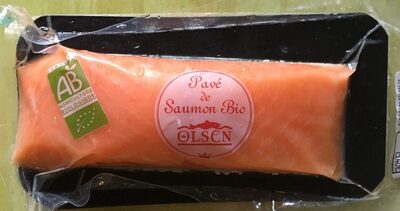 AB
AGRICULTURE
BIOLOGIQUE
Pavé
de
Saumon Bio
OLSEN